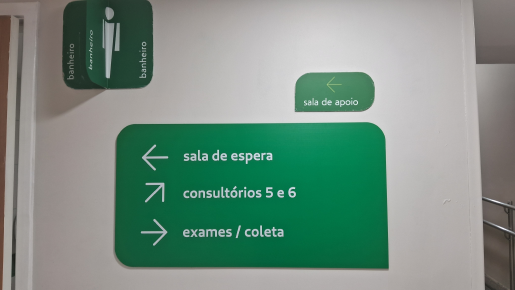 banheiro
banheiro
banheiro
sala de apoio
sala de espera
consultórios 5 e 6
exames / coleta